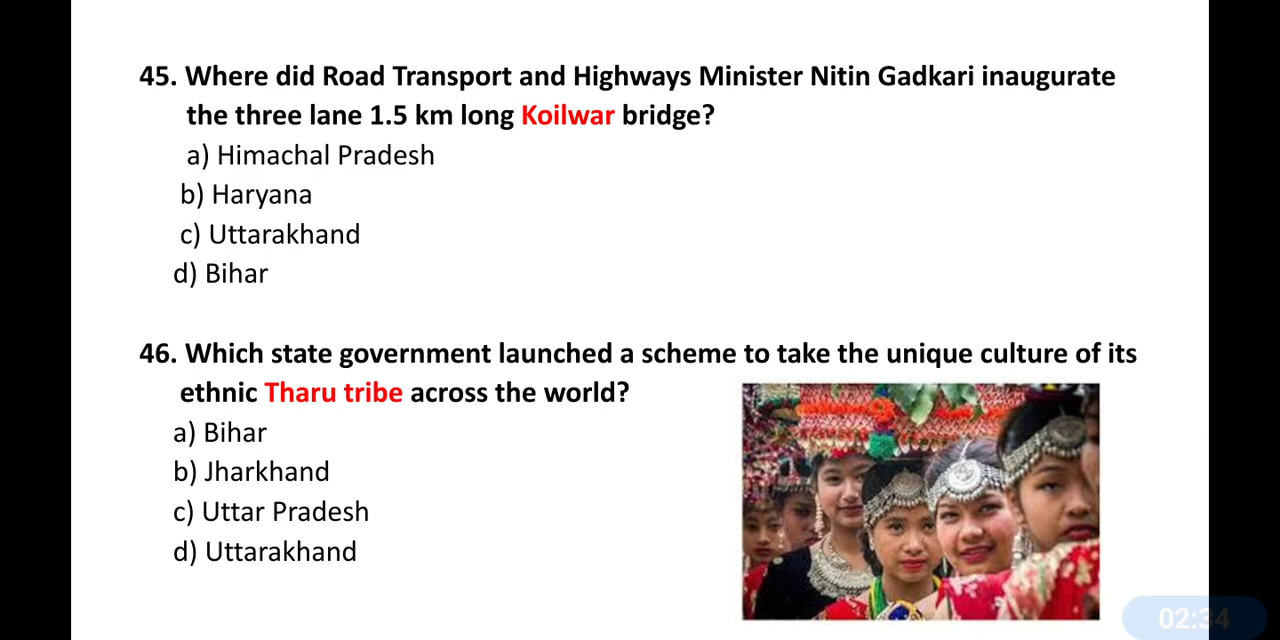 45. Where did Road Transport and Highways Minister Nitin Gadkari inaugurate
the three lane 1.5 km long Koilwar bridge?
a) Himachal Pradesh
b) Haryana
c) Uttarakhand
d) Bihar
46. Which state government launched a scheme to take the unique culture of its
ethnic Tharu tribe across the world?
a) Bihar
b) Jharkhand
c) Uttar Pradesh
d) Uttarakhand
02:34